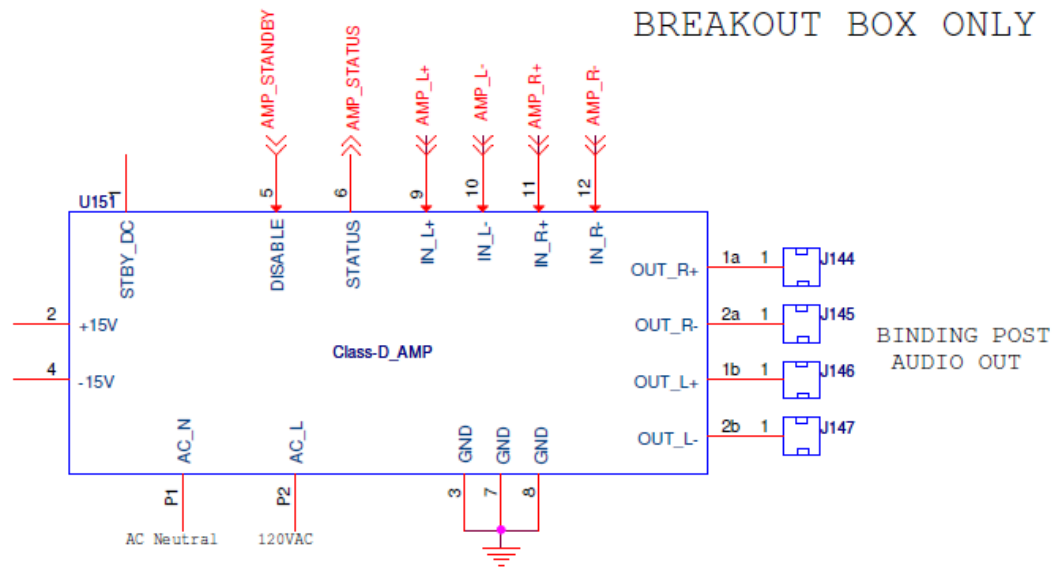 BREAKOUT BOX ONLY
AMP_STANDBY
AMP_STATUS
AMP_L+
AMP_L-
AMP_R+
AMP_R-
1
5
6
9
10
11
12
U151
STBY_DC
DISABLE
STATUS
IN_L+
IN_L-
IN_R+
IN_R-
OUT_R+ 1a 1 J144
2 +15V
OUT_R- 2a 1 J145
BINDING POST
AUDIO OUT
Class-D_AMP
4 -15V
OUT_L+ 1b 1 J146
OUT_L- 2b 1 J147
AC_N
AC_L
GND
GND
GND
P1
P2
3
7
8
AC Neutral
120VAC